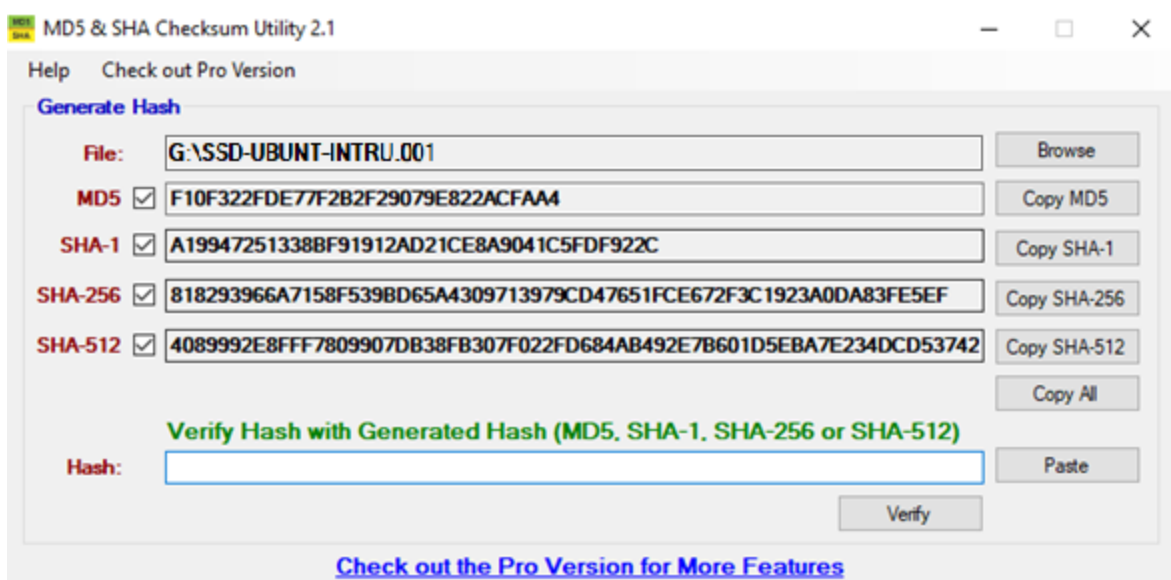 MD5 SHA MD5 & SHA Checksum Utility 2.1
Help Check out Pro Version
Generate Hash
File: G:\SSD-UBUNT-INTRU.001 Browse
MD5 F10F322FDE77F2B2F29079E822ACFAA4 Copy MD5
SHA-1 A19947251338BF91912AD21CE8A9041C5FDF922C Copy SHA-1
SHA-256 818293966A7158F539BD65A4309713979CD47651FCE672F3C1923A0DA83FE5EF Copy SHA-256
SHA-512 4089992E8FFF7809907DB38FB307F022FD684AB492E7B601D5EBA7E234DCD53742 Copy SHA-512
Copy All
Verify Hash with Generated Hash (MD5, SHA-1, SHA-256 or SHA-512)
Hash: Paste
Verify
Check out the Pro Version for More Features